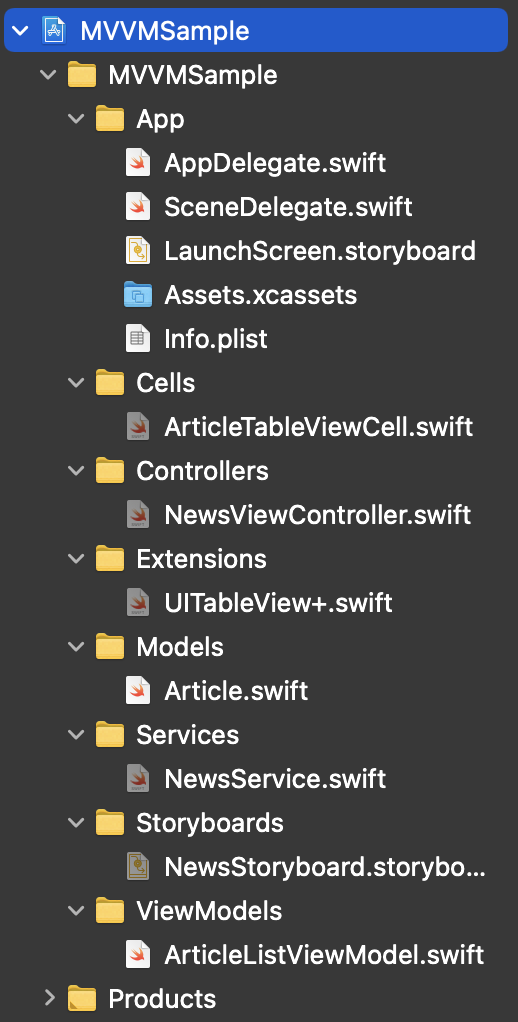 MVVMSample
MVVMSample
App
AppDelegate.swift
SceneDelegate.swift
LaunchScreen.storyboard
Assets.xcassets
Info.plist
Cells
ArticleTableViewCell.swift
Controllers
NewsViewController.swift
Extensions
UITableView+.swift
Models
Article.swift
Services
NewsService.swift
Storyboards
NewsStoryboard.storybo...
ViewModels
ArticleListViewModel.swift
Products